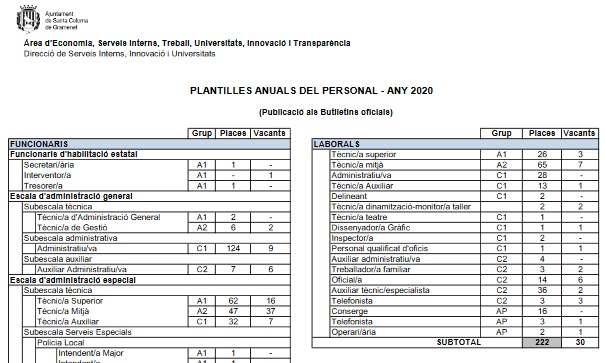 Ajuntament
de Santa Coloma
de Gramenet
Àrea d'Economia, Serveis Interns, Treball, Universitats, Innovació i Transparència
Direcció de Serveis Interns, Innovació i Universitats
PLANTILLES ANUALS DEL PERSONAL - ANY 2020
(Publicació als Butlletins oficials)
Grup Places Vacants
FUNCIONARIS
Funcionaris d'habilitació estatal
Secretari/ària A1 1 -
Interventor/a A1 - 1
Tresorer/a A1 1 -
Escala d'administració general
Subescala tècnica
Tècnic/a d'Administració General A1 2 -
Tècnic/a de Gestió A2 6 2
Subescala administrativa
Administratiu/va C1 124 9
Subescala auxiliar
Auxiliar Administratiu/va C2 7 6
Escala d'administració especial
Subescala tècnica
Tècnic/a Superior A1 62 16
Tècnic/a Mitjà A2 47 37
Tècnic/a Auxiliar C1 32 7
Subescala Serveis Especials
Policia Local
Intendent/a Major A1 1 -
Grup Places Vacants
LABORALS
Tècnic/a superior A1 26 3
Tècnic/a mitjà A2 65 7
Administratiu/va C1 28 -
Tècnic/a Auxiliar C1 13 1
Delineant C1 2 -
Tècnic/a dinamització-monitor/a taller 2 2
Tècnic/a teatre C1 1 -
Dissenyador/a Gràfic C1 1 1
Inspector/a C1 2 -
Personal qualificat d'oficis C1 1 1
Auxiliar administratiu/va C2 4 -
Treballador/a familiar C2 3 2
Oficial/a C2 14 6
Auxiliar tècnic/especialista C2 36 2
Telefonista C2 3 3
Conserge AP 16 -
Telefonista AP 3 1
Operari/ària AP 2 1
SUBTOTAL 222 30